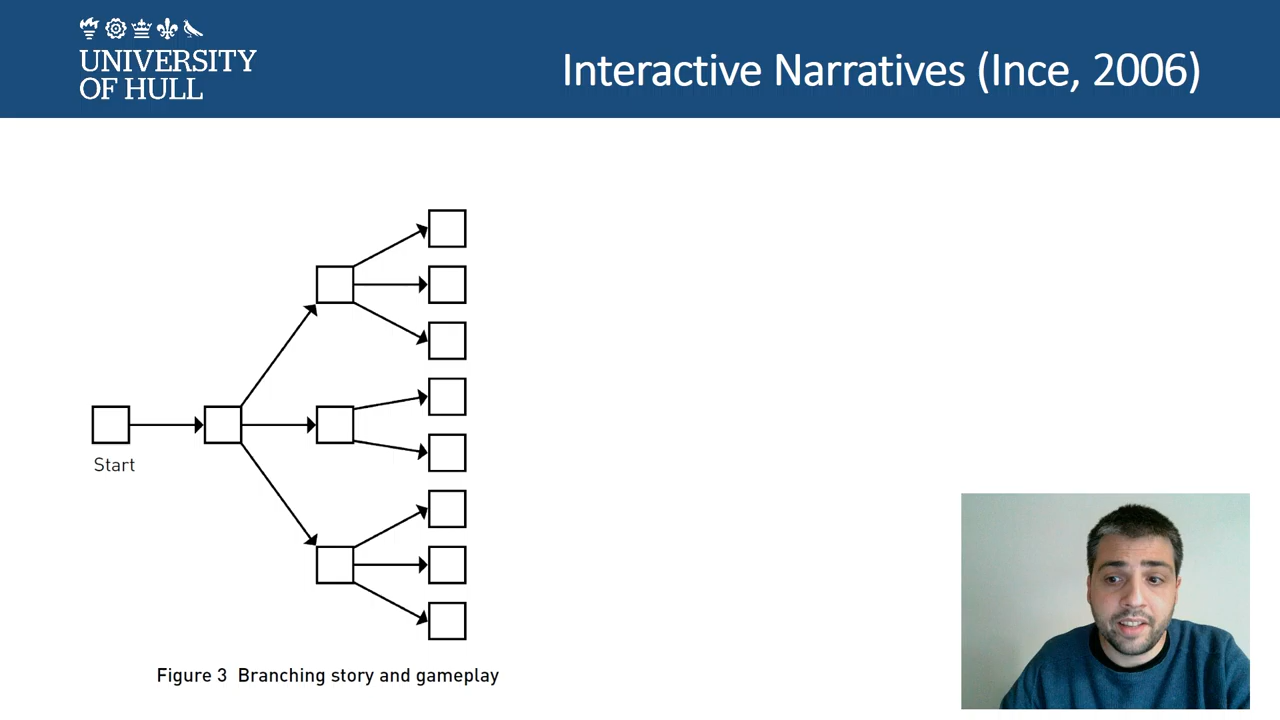 UNIVERSITY
OF HULL
Interactive Narratives (Ince, 2006)
Start
Figure 3 Branching story and gameplay